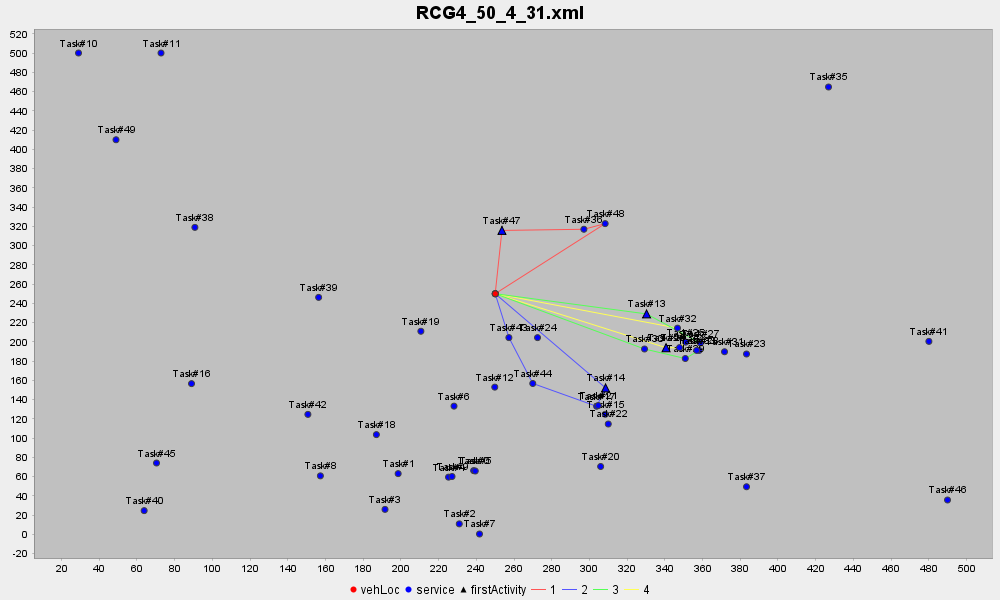 RCG4_50_4_31.xml
520
500
480
460
440
420
400
380
360
340
320
300
280
260
240
220
200
180
160
140
120
100
80
60
40
20
0
-20
Task#10
Task#11
Task#35
Task#49
Task#38
Task#48
Task#36
Task#47
Task#39
Task#13
Task#32
Task#19
Task#43
Task#24
Task#41
Task#23
Task#16
Task#44
Task#14
Task#12
Task#6
Task#15
Task#22
Task#42
Task#18
Task#45
Task#8
Task#1
Task#20
Task#37
Task#40
Task#3
Task#2
Task#7
Task#46
20 40 60 80 100 120 140 160 180 200 220 240 260 280 300 320 340 360 380 400 420 440 460 480 500
vehLoc service firstActivity 1 2 3 4